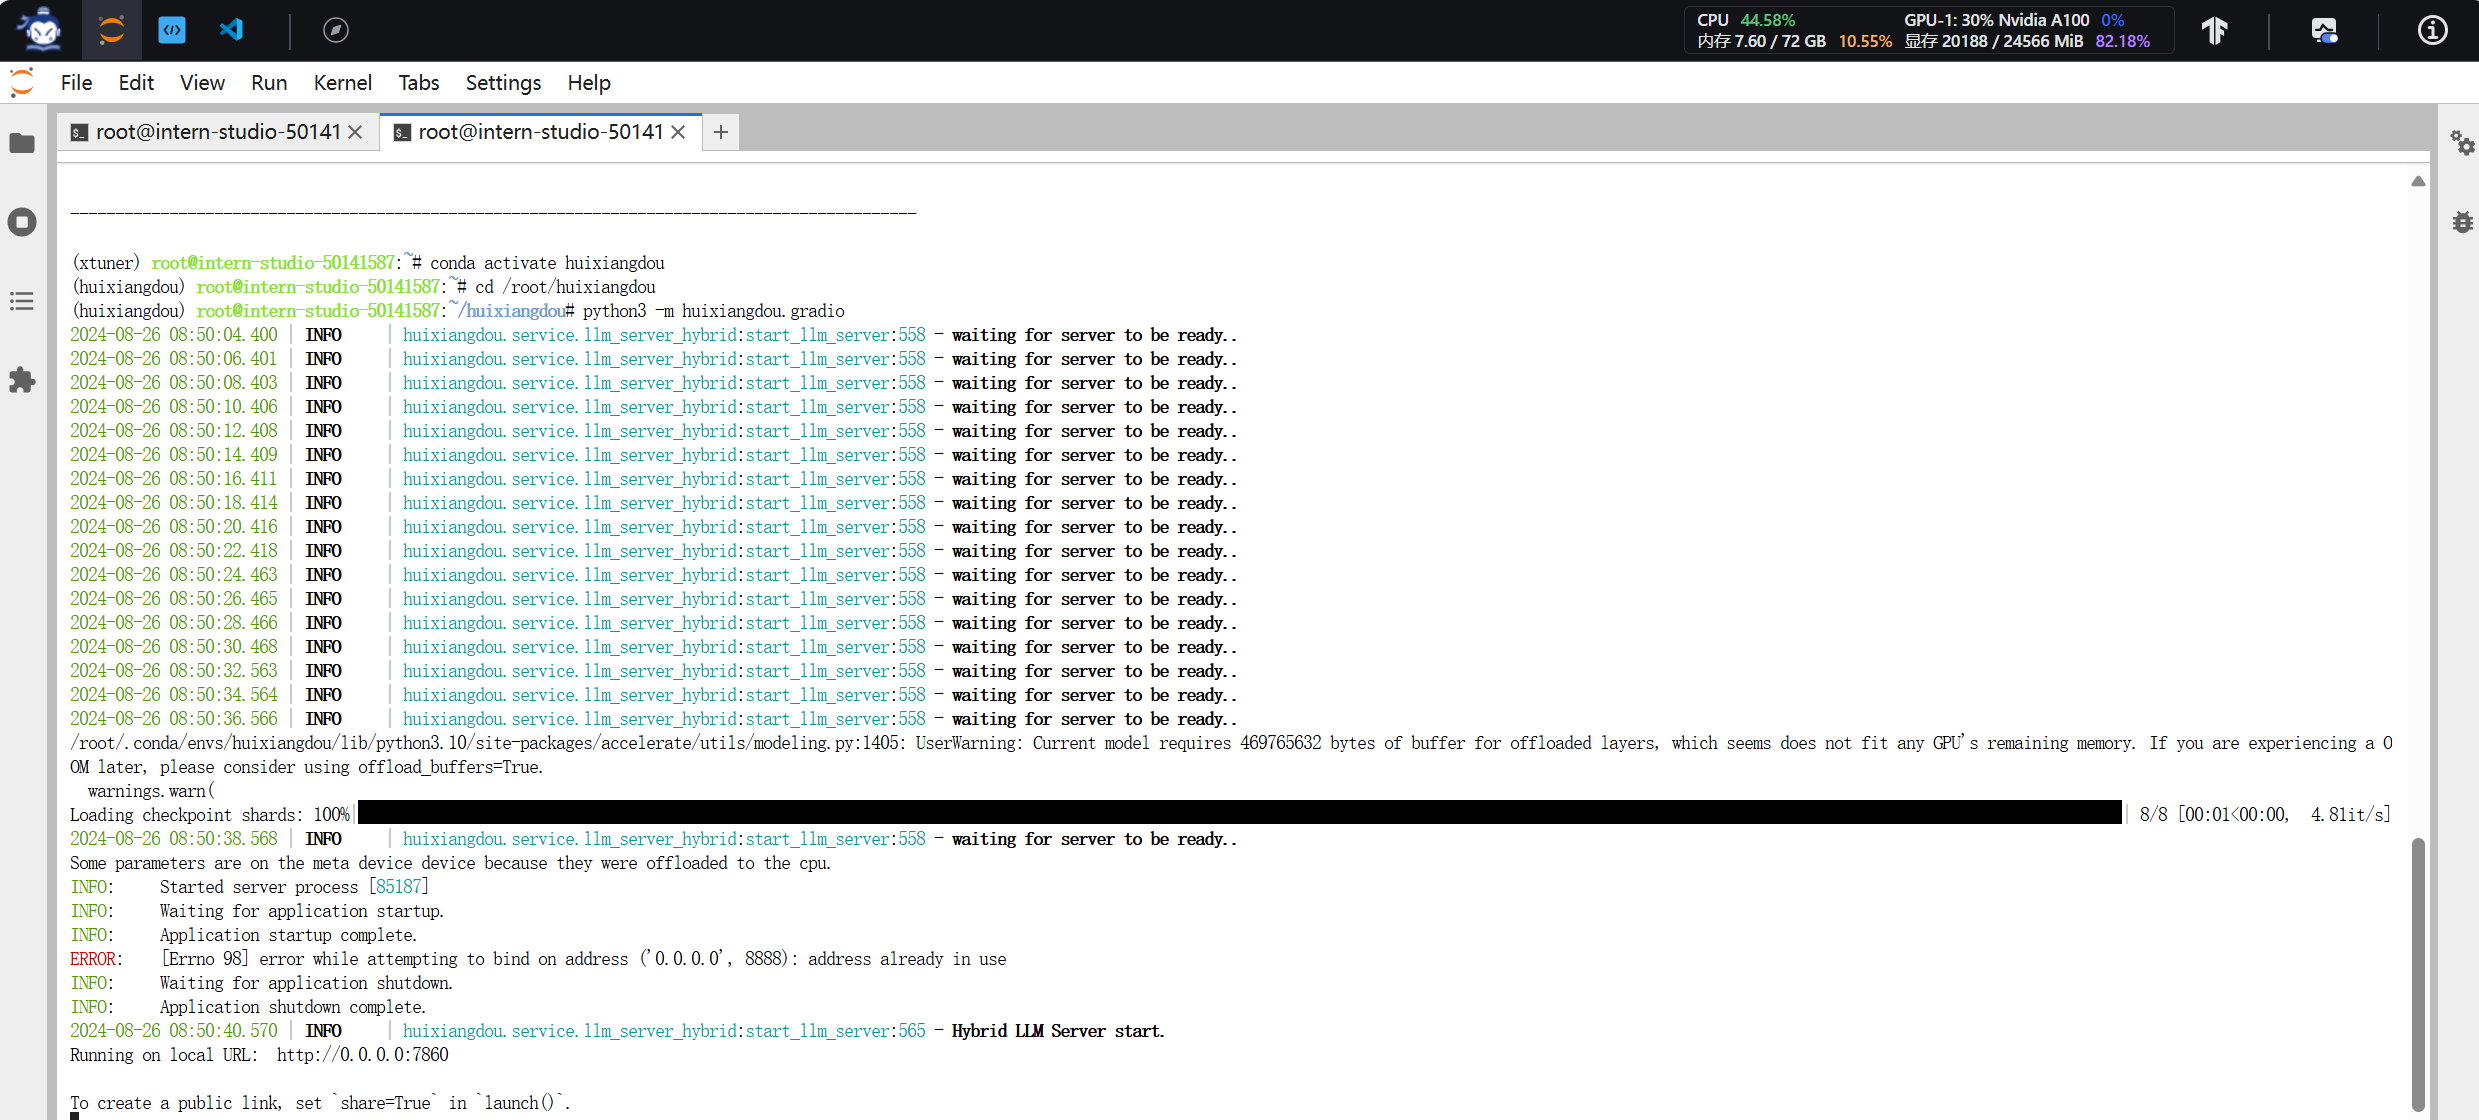 CPU 44.58% GPU-1: 30% Nvidia A100 0%
内存 7.60 / 72 GB 10.55% 显存 20188 / 24566 MiB 82.18%
File Edit View Run Kernel Tabs Settings Help
root@intern-studio-50141 root@intern-studio-50141
--------------------------------------------------------------------------------------------
(xtuner) root@intern-studio-50141587:~# conda activate huixiangdou
(huixiangdou) root@intern-studio-50141587:~# cd /root/huixiangdou
(huixiangdou) root@intern-studio-50141587:~/huixiangdou# python3 -m huixiangdou.gradio
2024-08-26 08:50:04.400 | INFO | huixiangdou.service.llm_server_hybrid:start_llm_server:558 - waiting for server to be ready..
2024-08-26 08:50:06.401 | INFO | huixiangdou.service.llm_server_hybrid:start_llm_server:558 - waiting for server to be ready..
2024-08-26 08:50:08.403 | INFO | huixiangdou.service.llm_server_hybrid:start_llm_server:558 - waiting for server to be ready..
2024-08-26 08:50:10.406 | INFO | huixiangdou.service.llm_server_hybrid:start_llm_server:558 - waiting for server to be ready..
2024-08-26 08:50:12.408 | INFO | huixiangdou.service.llm_server_hybrid:start_llm_server:558 - waiting for server to be ready..
2024-08-26 08:50:14.409 | INFO | huixiangdou.service.llm_server_hybrid:start_llm_server:558 - waiting for server to be ready..
2024-08-26 08:50:16.411 | INFO | huixiangdou.service.llm_server_hybrid:start_llm_server:558 - waiting for server to be ready..
2024-08-26 08:50:18.414 | INFO | huixiangdou.service.llm_server_hybrid:start_llm_server:558 - waiting for server to be ready..
2024-08-26 08:50:20.416 | INFO | huixiangdou.service.llm_server_hybrid:start_llm_server:558 - waiting for server to be ready..
2024-08-26 08:50:22.418 | INFO | huixiangdou.service.llm_server_hybrid:start_llm_server:558 - waiting for server to be ready..
2024-08-26 08:50:24.463 | INFO | huixiangdou.service.llm_server_hybrid:start_llm_server:558 - waiting for server to be ready..
2024-08-26 08:50:26.465 | INFO | huixiangdou.service.llm_server_hybrid:start_llm_server:558 - waiting for server to be ready..
2024-08-26 08:50:28.466 | INFO | huixiangdou.service.llm_server_hybrid:start_llm_server:558 - waiting for server to be ready..
2024-08-26 08:50:30.468 | INFO | huixiangdou.service.llm_server_hybrid:start_llm_server:558 - waiting for server to be ready..
2024-08-26 08:50:32.563 | INFO | huixiangdou.service.llm_server_hybrid:start_llm_server:558 - waiting for server to be ready..
2024-08-26 08:50:34.564 | INFO | huixiangdou.service.llm_server_hybrid:start_llm_server:558 - waiting for server to be ready..
2024-08-26 08:50:36.566 | INFO | huixiangdou.service.llm_server_hybrid:start_llm_server:558 - waiting for server to be ready..
/root/.conda/envs/huixiangdou/lib/python3.10/site-packages/accelerate/utils/modeling.py:1405: UserWarning: Current model requires 469765632 bytes of buffer for offloaded layers, which seems does not fit any GPU's remaining memory. If you are experiencing a O
OM later, please consider using offload_buffers=True.
warnings.warn(
Loading checkpoint shards: 100%| | 8/8 [00:01<00:00, 4.81it/s]
2024-08-26 08:50:38.568 | INFO | huixiangdou.service.llm_server_hybrid:start_llm_server:558 - waiting for server to be ready..
Some parameters are on the meta device device because they were offloaded to the cpu.
INFO: Started server process [85187]
INFO: Waiting for application startup.
INFO: Application startup complete.
ERROR: [Errno 98] error while attempting to bind on address ('0.0.0.0', 8888): address already in use
INFO: Waiting for application shutdown.
INFO: Application shutdown complete.
2024-08-26 08:50:40.570 | INFO | huixiangdou.service.llm_server_hybrid:start_llm_server:565 - Hybrid LLM Server start.
Running on local URL: http://0.0.0.0:7860
To create a public link, set `share=True` in `launch()`.